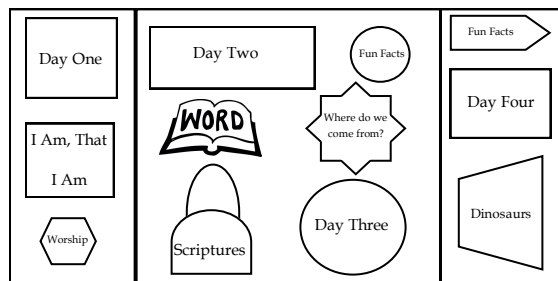 Day One
I Am, That
I Am
Worship
Day Two
Fun Facts
WORD
Where do we
come from?
Scriptures
Day Three
Fun Facts
Day Four
Dinosaurs